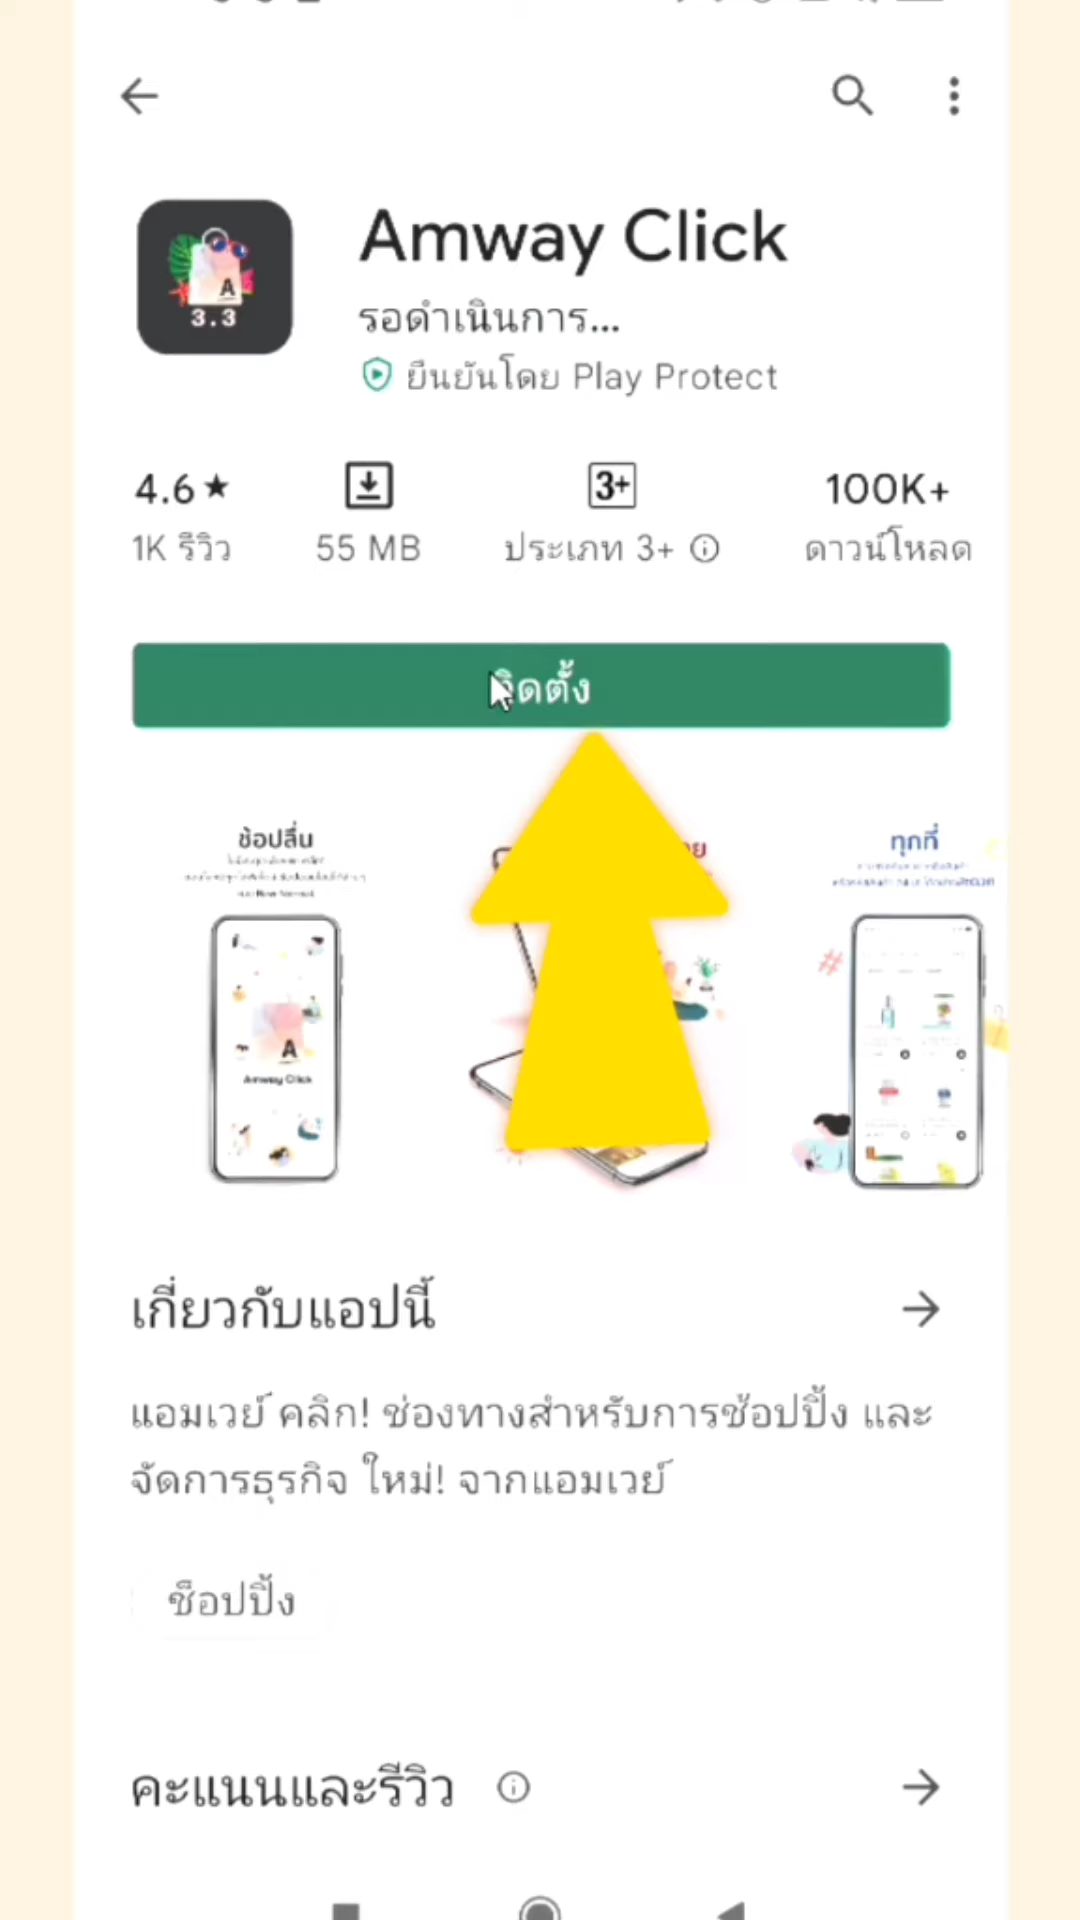 Amway Click
รอดำเนินการ...
ยืนยันโดย Play Protect
A
3.3
4.6★
1K รีวิว
55 MB
3+
ประเภท 3+
100K+
ดาวน์โหลด
ติดตั้ง
ช้อปลื่น
ทุกที่
#
A
Amway Click
เกี่ยวกับแอปนี้
แอมเวย์ คลิก! ช่องทางสำหรับการช้อปปิ้ง และ
จัดการธุรกิจ ใหม่! จากแอมเวย์
ช็อปปิ้ง
คะแนนและรีวิว